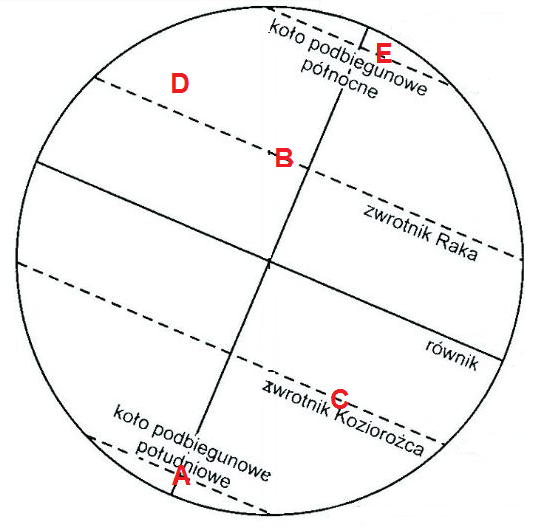 koło podbiegunowe
północne
E
D
B
zwrotnik Raka
równik
C
zwrotnik Koziorożca
koło podbiegunowe
południowe
A